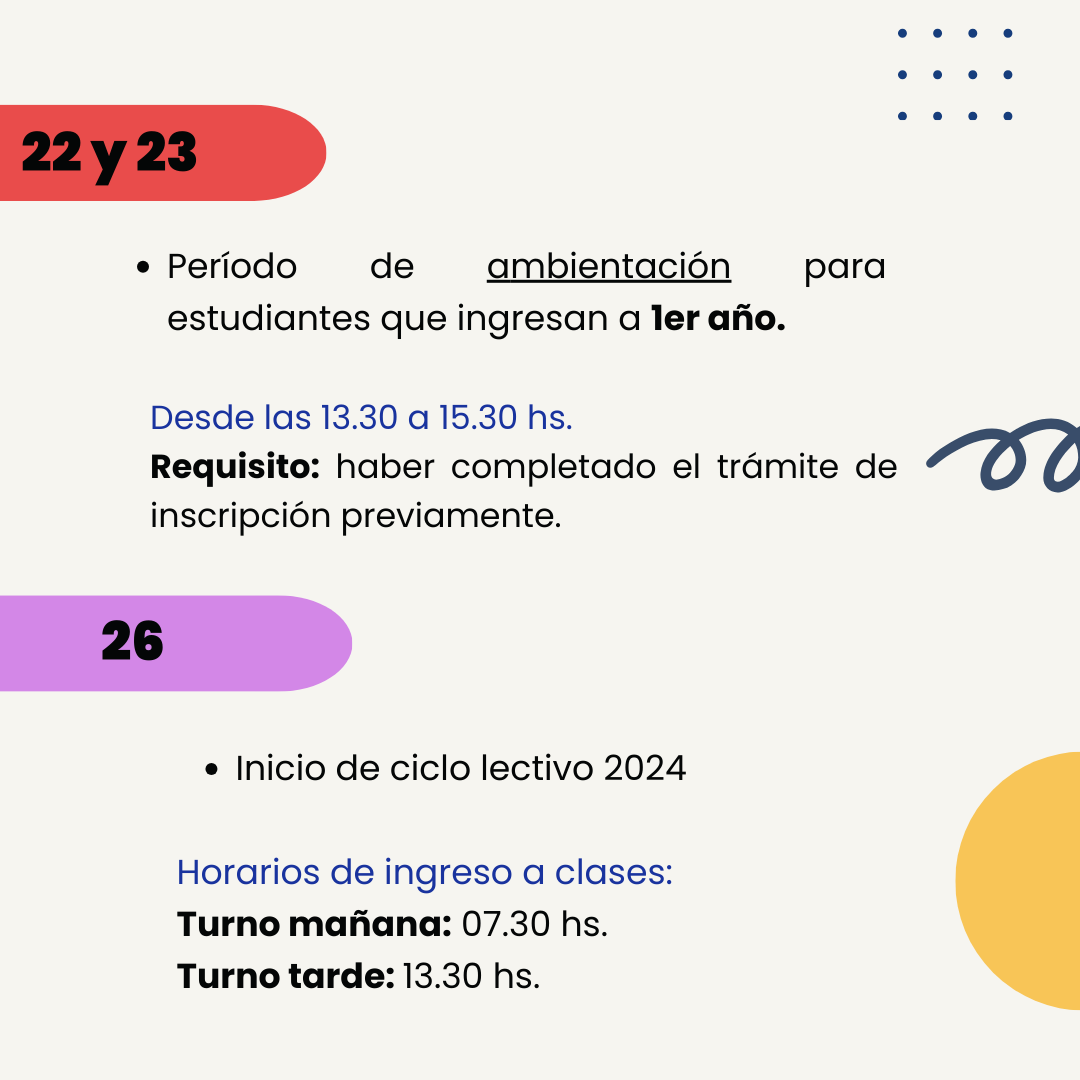 22 y 23
• Período de ambientación para
estudiantes que ingresan a 1er año.
Desde las 13.30 a 15.30 hs.
Requisito: haber completado el trámite de
inscripción previamente.
26
• Inicio de ciclo lectivo 2024
Horarios de ingreso a clases:
Turno mañana: 07.30 hs.
Turno tarde: 13.30 hs.